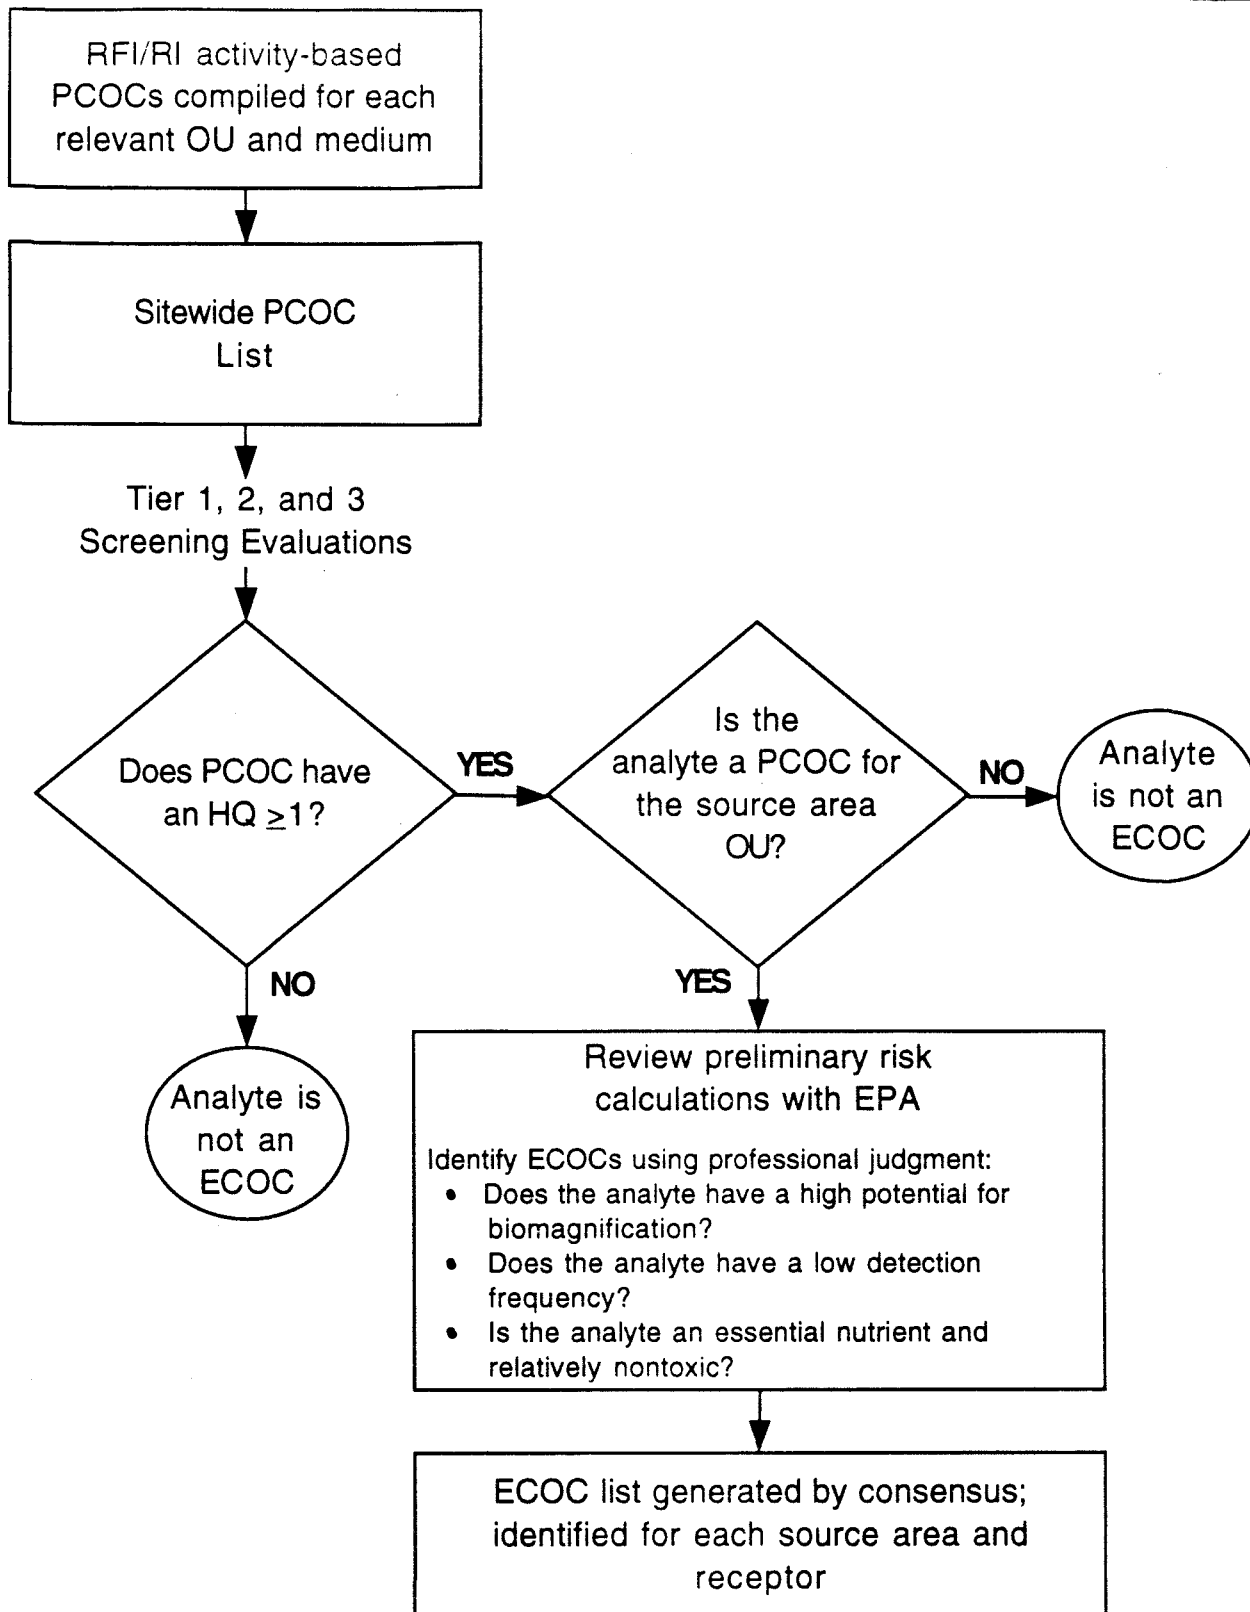 RFI/RI activity-based
PCOCs compiled for each
relevant OU and medium
Sitewide PCOC
List
Tier 1, 2, and 3
Screening Evaluations
Does PCOC have
an HQ ≥1?
YES
Is the
analyte a PCOC for
the source area
OU?
NO
Analyte
is not an
ECOC
NO
Analyte is
not an
ECOC
YES
Review preliminary risk
calculations with EPA
Identify ECOCs using professional judgment:
• Does the analyte have a high potential for
biomagnification?
• Does the analyte have a low detection
frequency?
• Is the analyte an essential nutrient and
relatively nontoxic?
ECOC list generated by consensus;
identified for each source area and
receptor